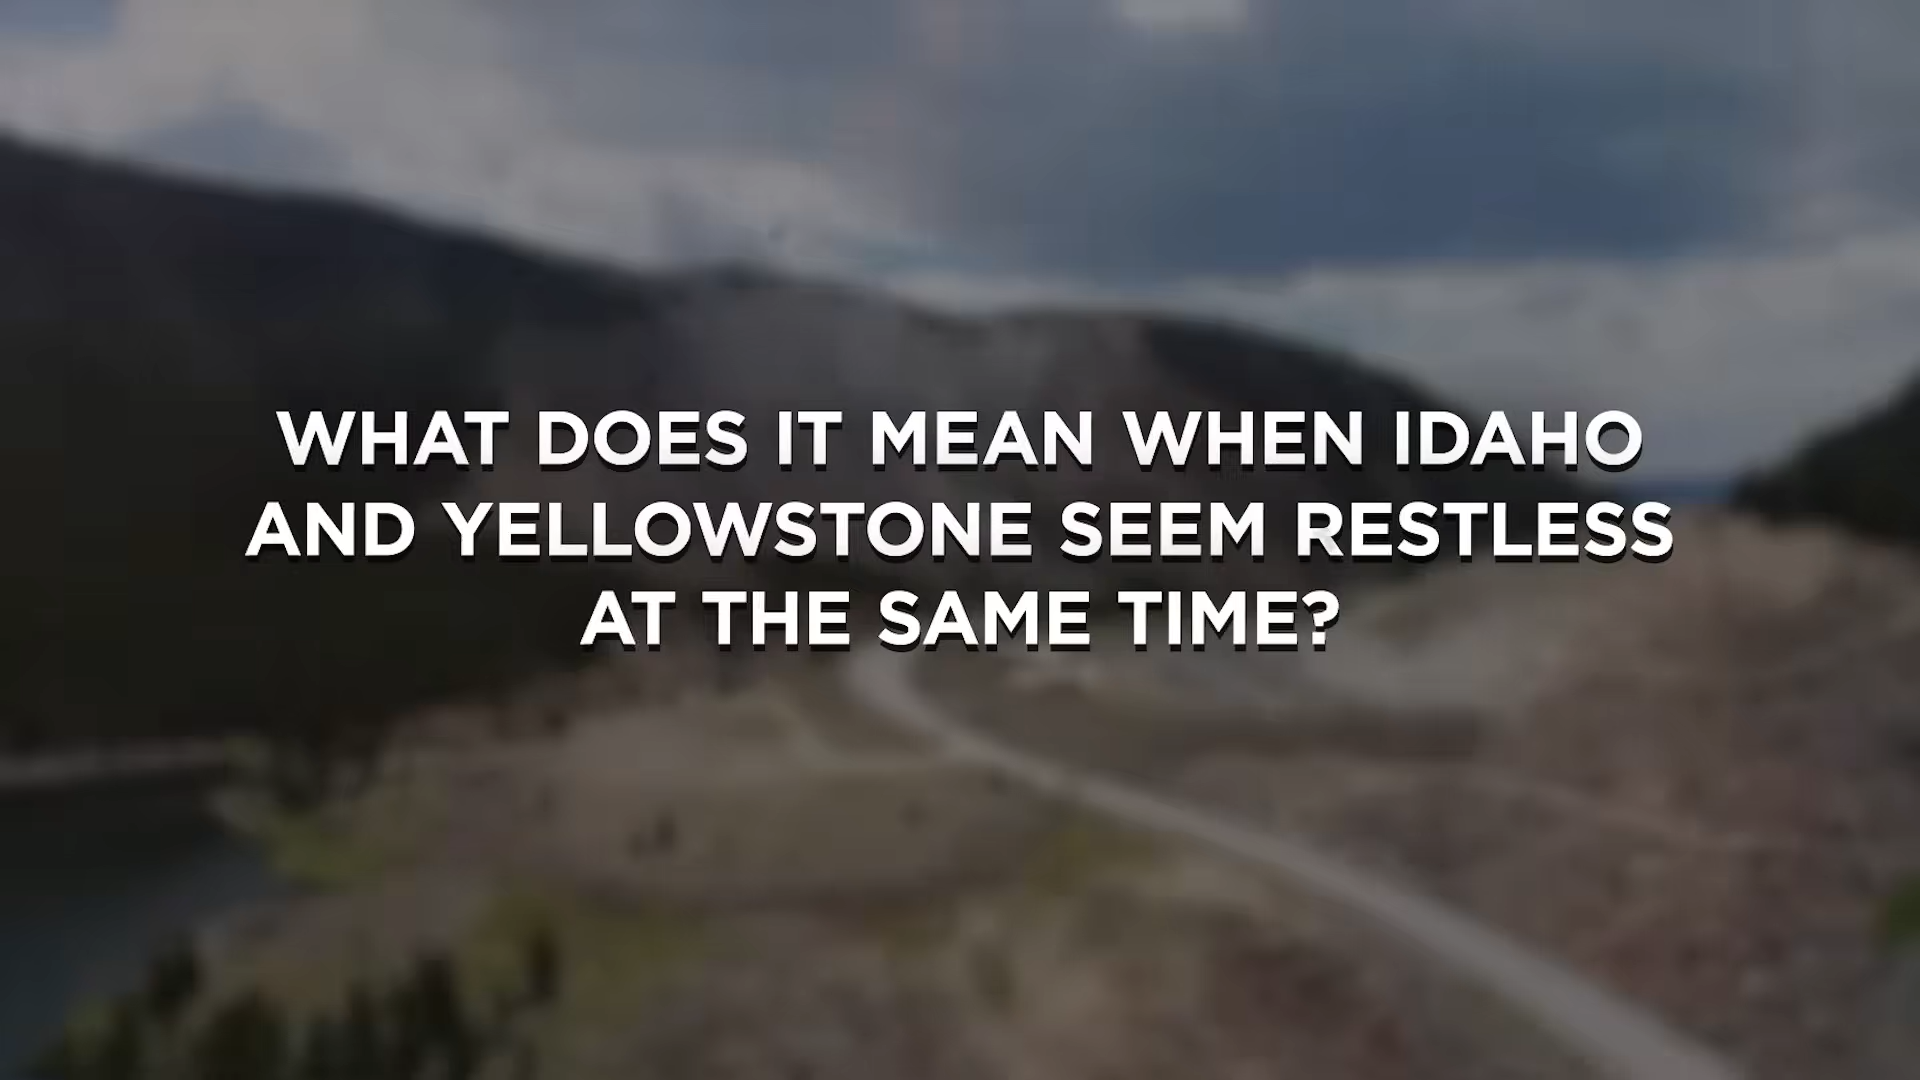 WHAT DOES IT MEAN WHEN IDAHO
AND YELLOWSTONE SEEM RESTLESS
AT THE SAME TIME?